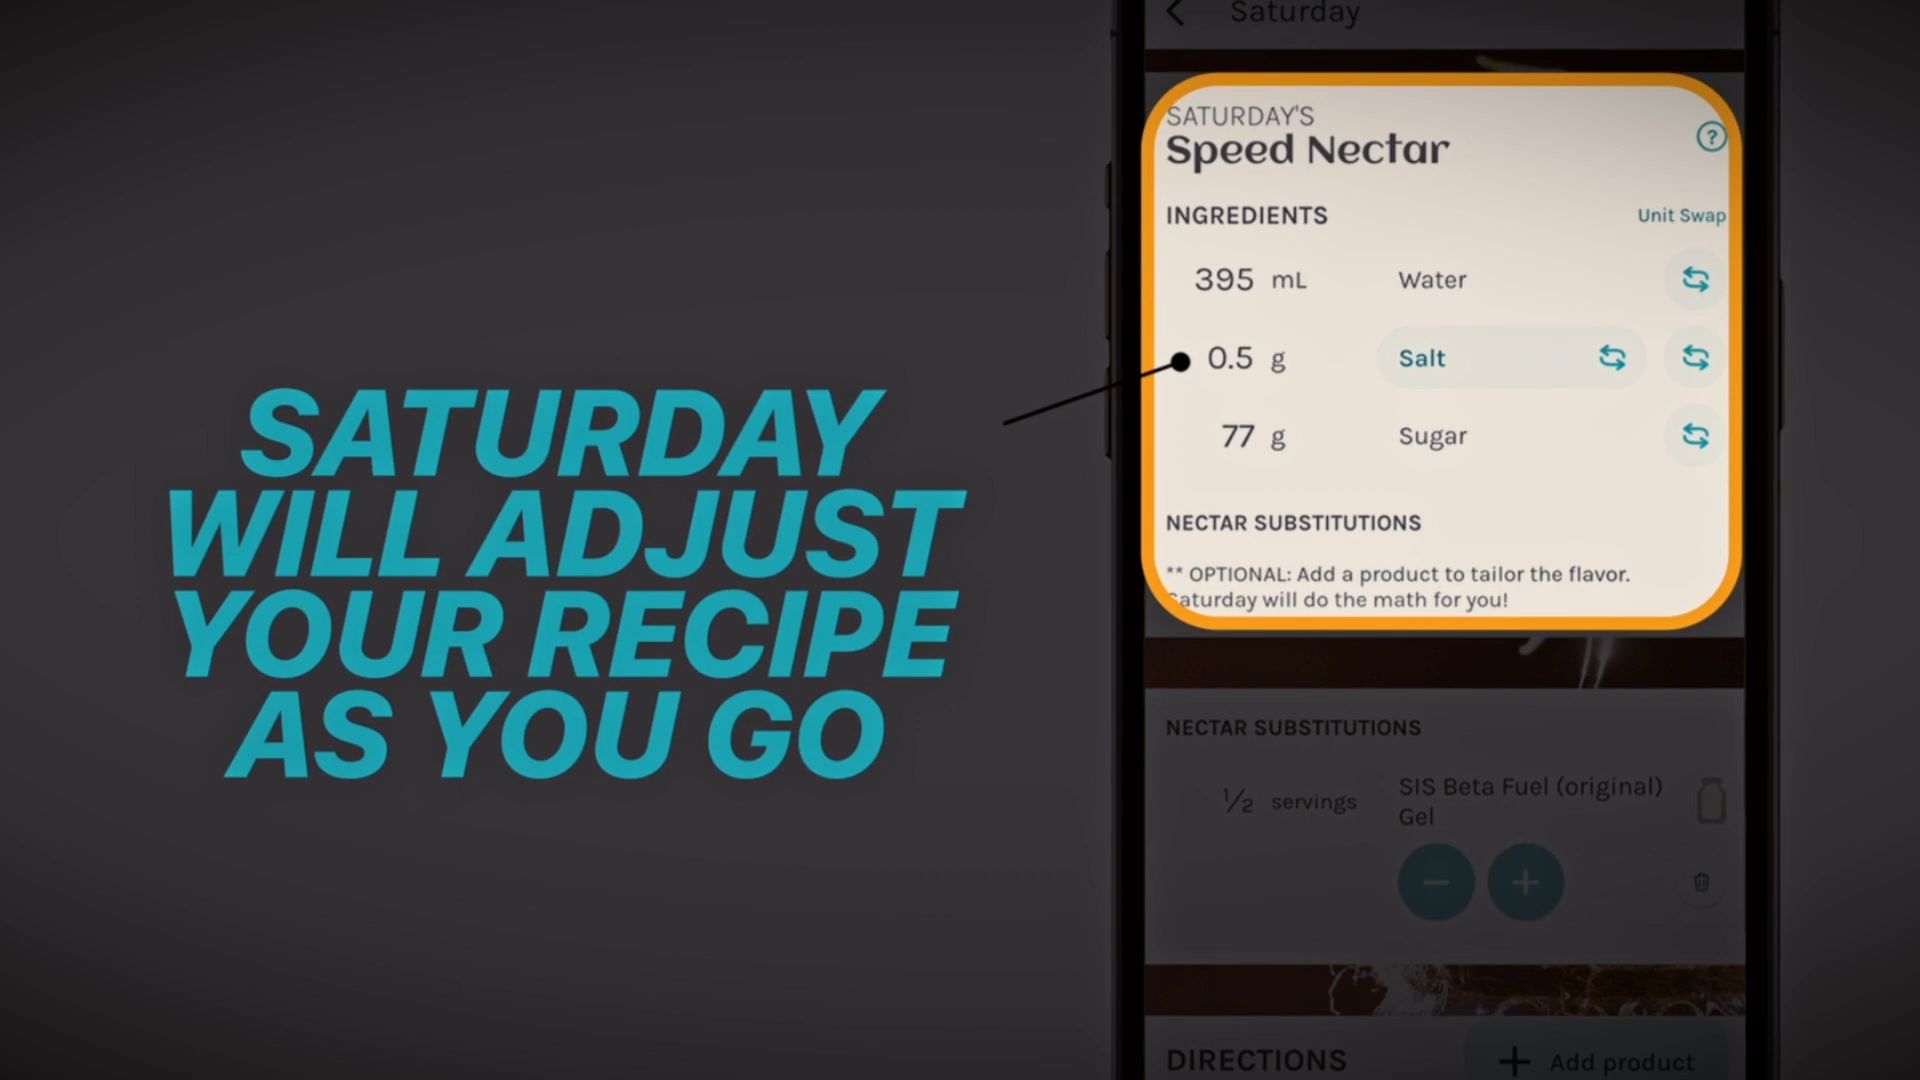 SATURDAY
WILL ADJUST
YOUR RECIPE
AS YOU GO
Saturday
SATURDAY'S
Speed Nectar
?
INGREDIENTS
Unit Swap
395 mL Water
0.5 g Salt
77 g Sugar
NECTAR SUBSTITUTIONS
** OPTIONAL: Add a product to tailor the flavor.
Saturday will do the math for you!
NECTAR SUBSTITUTIONS
½ servings SIS Beta Fuel (original)
Gel
DIRECTIONS
+ Add product